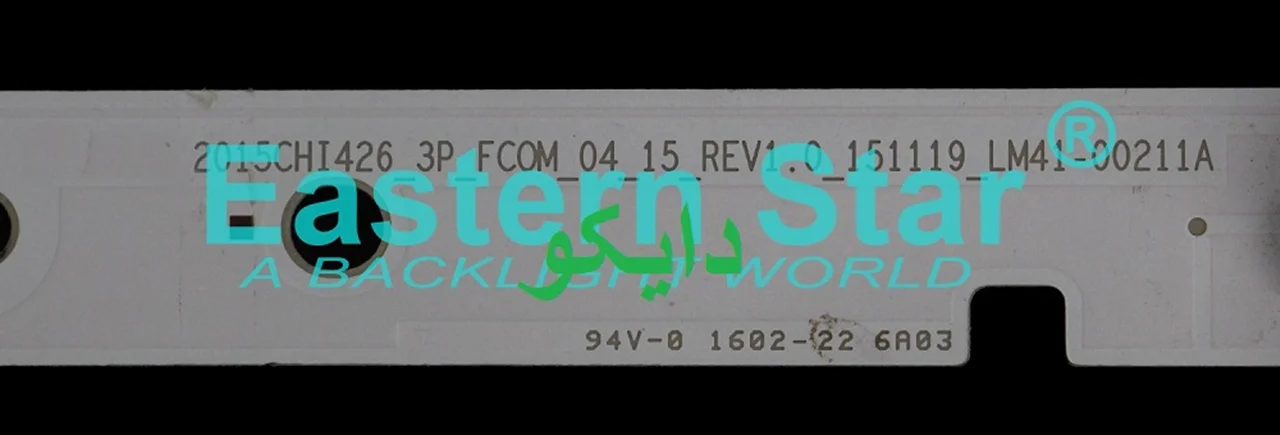 2015CHI426_3P_FCOM_04_15_REV1.0_151119_LM41-00211A
Eastern Star®
دایکو
A BACKLIGHT WORLD
94V-0 1602-22 6A03